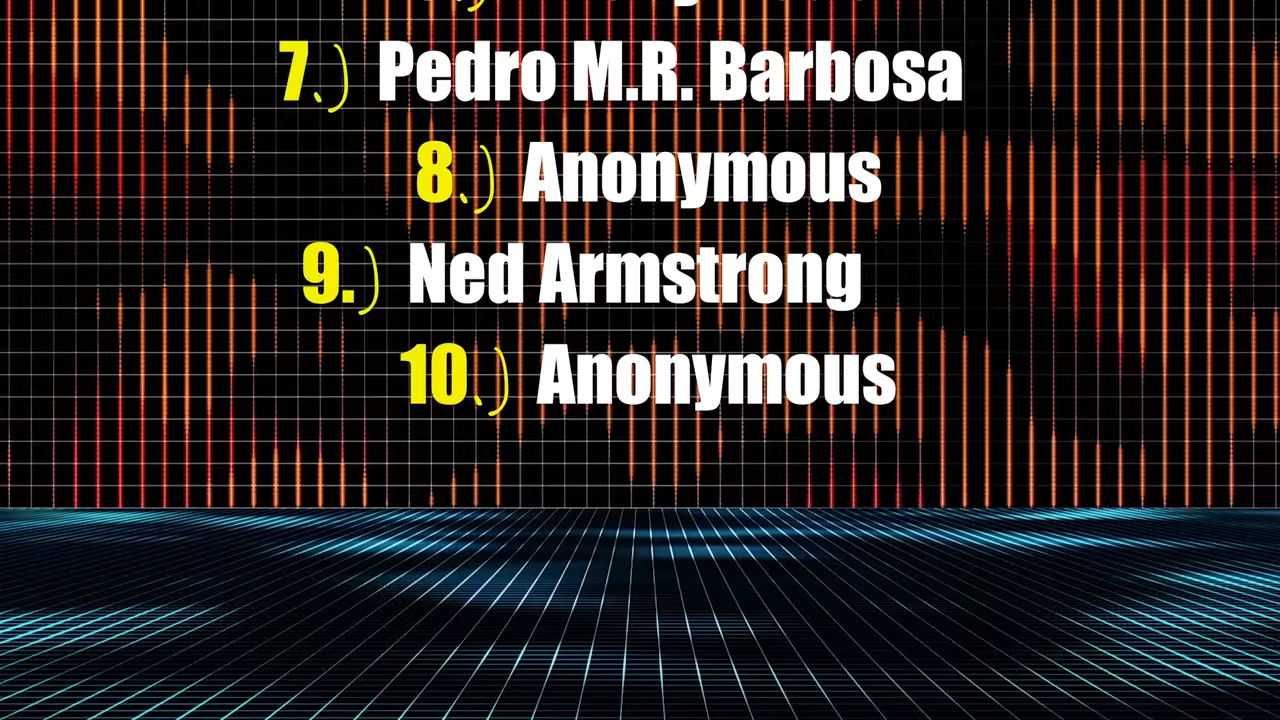 7.) Pedro M.R. Barbosa
8.) Anonymous
9.) Ned Armstrong
10.) Anonymous